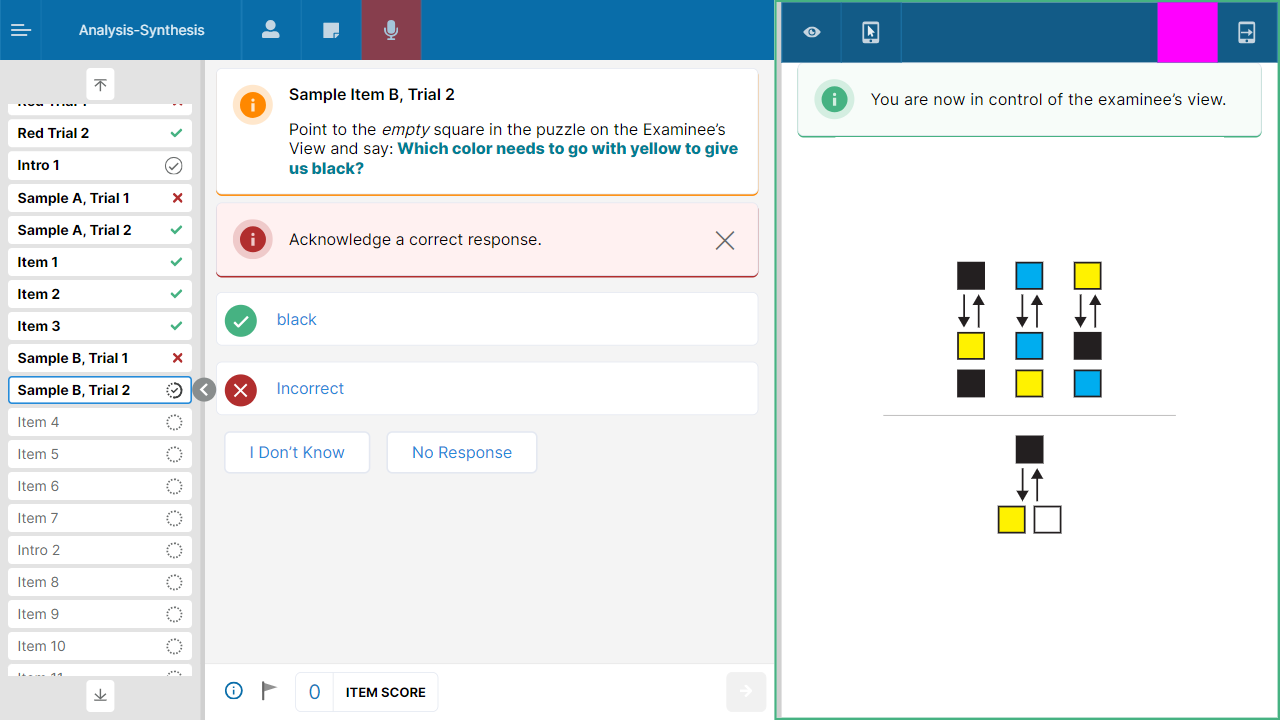 Analysis-Synthesis
Red Trial 2
Intro 1
Sample A, Trial 1
Sample A, Trial 2
Item 1
Item 2
Item 3
Sample B, Trial 1
Sample B, Trial 2
Item 4
Item 5
Item 6
Item 7
Intro 2
Item 8
Item 9
Item 10
Sample Item B, Trial 2
Point to the empty square in the puzzle on the Examinee’s
View and say: Which color needs to go with yellow to give
us black?
Acknowledge a correct response.
black
Incorrect
I Don’t Know
No Response
0
ITEM SCORE
You are now in control of the examinee’s view.